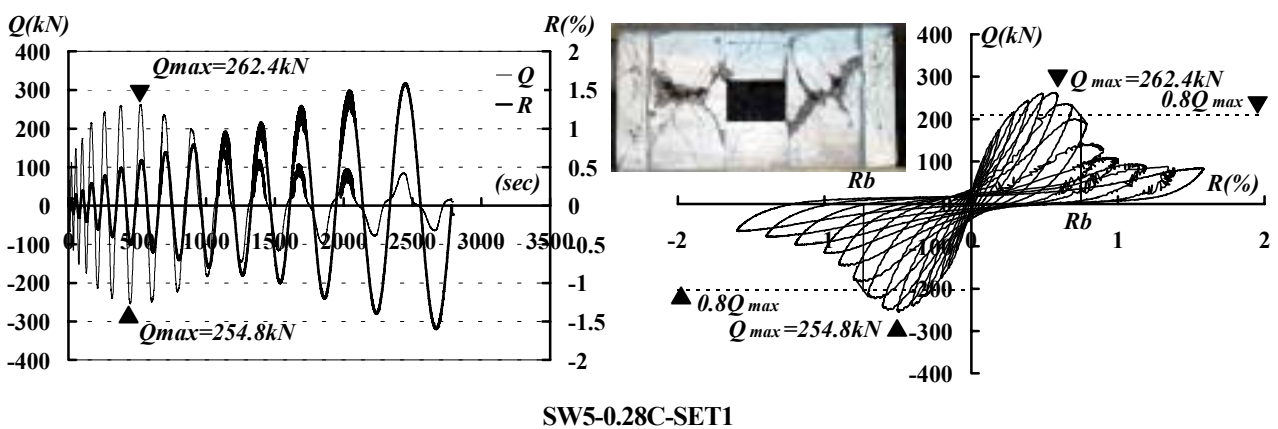 Q(kN)
R(%)
400
300
200
100
0
-100
-200
-300
-400
2
1.5
1
0.5
0
-0.5
-1
-1.5
-2
Qmax=262.4kN
Q
R
(sec)
0
500
1000
1500
2000
2500
3000
3500
Qmax=254.8kN
Q(kN)
400
300
200
100
0
-100
-200
-300
-400
Q max=262.4kN
0.8Q max
Rb
R(%)
Rb
-2
-1
0
1
2
0.8Q max
Q max=254.8kN
SW5-0.28C-SET1